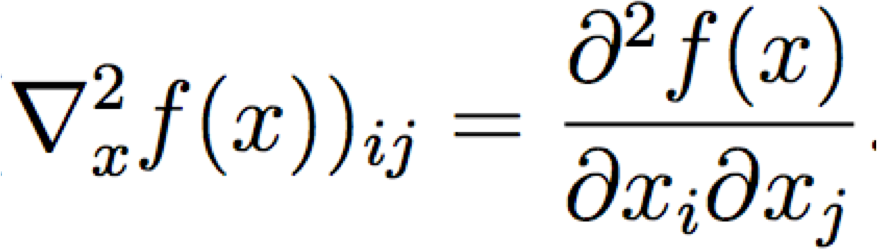 ∇²ₓf(x))ᵢⱼ = ∂²f(x) / ∂xᵢ∂xⱼ.